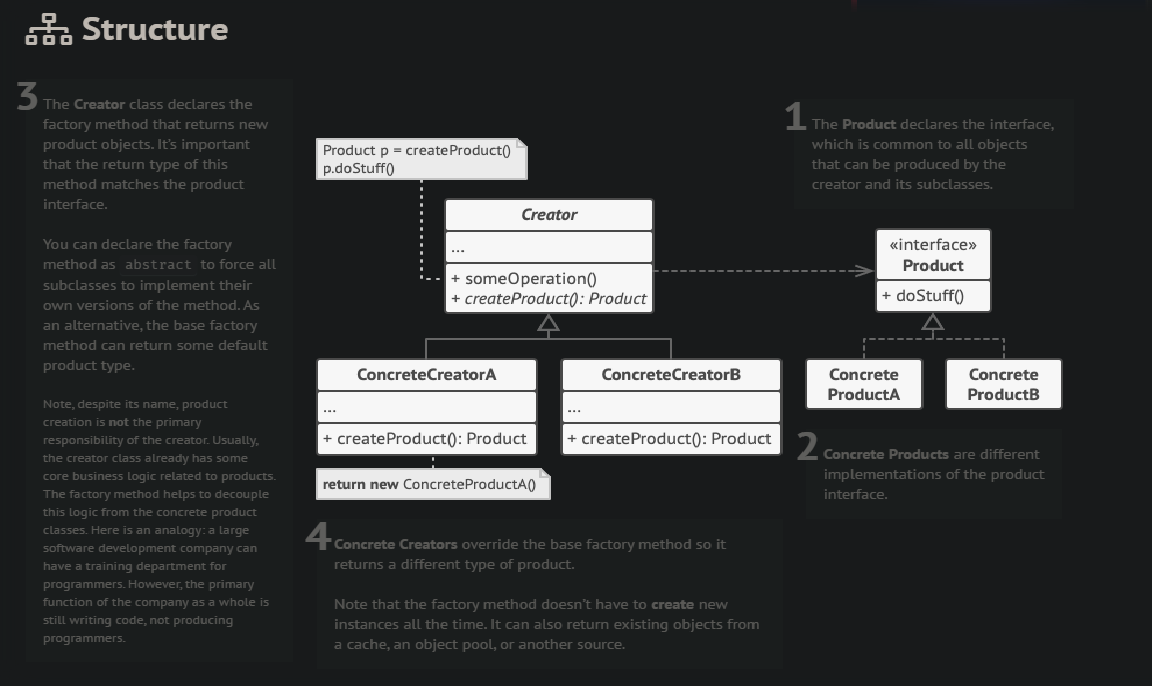 Structure
3
The Creator class declares the
factory method that returns new
product objects. It's important
that the return type of this
method matches the product
interface.
You can declare the factory
method as abstract to force all
subclasses to implement their
own versions of the method. As
an alternative, the base factory
method can return some default
product type.
Note, despite its name, product
creation is not the primary
responsibility of the creator. Usually,
the creator class already has some
core business logic related to products.
The factory method helps to decouple
this logic from the concrete product
classes. Here is an analogy: a large
software development company can
have a training department for
programmers. However, the primary
function of the company as a whole is
still writing code, not producing
programmers.
Product p = createProduct()
p.doStuff()
Creator
...
+ someOperation()
+ createProduct(): Product
ConcreteCreatorA
...
+ createProduct(): Product
ConcreteCreatorB
...
+ createProduct(): Product
return new ConcreteProductA()
1
The Product declares the interface,
which is common to all objects
that can be produced by the
creator and its subclasses.
«interface»
Product
+ doStuff()
Concrete
ProductA
Concrete
ProductB
2
Concrete Products are different
implementations of the product
interface.
4
Concrete Creators override the base factory method so it
returns a different type of product.
Note that the factory method doesn't have to create new
instances all the time. It can also return existing objects from
a cache, an object pool, or another source.